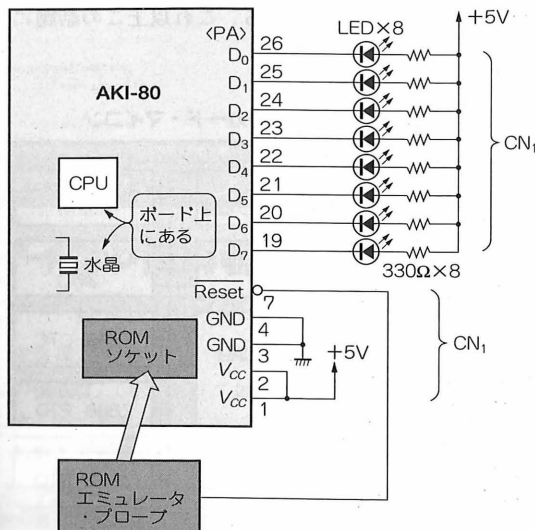 LED×8
+5V
〈PA〉
AKI-80
D0 26
D1 25
D2 24
D3 23
D4 22
D5 21
D6 20
D7 19
CN1
330Ω×8
CPU
ボード上
にある
水晶
Reset
7
GND
4
GND
3
VCC
2
VCC
1
+5V
CN1
ROM
ソケット
ROM
エミュレータ
・プローブ